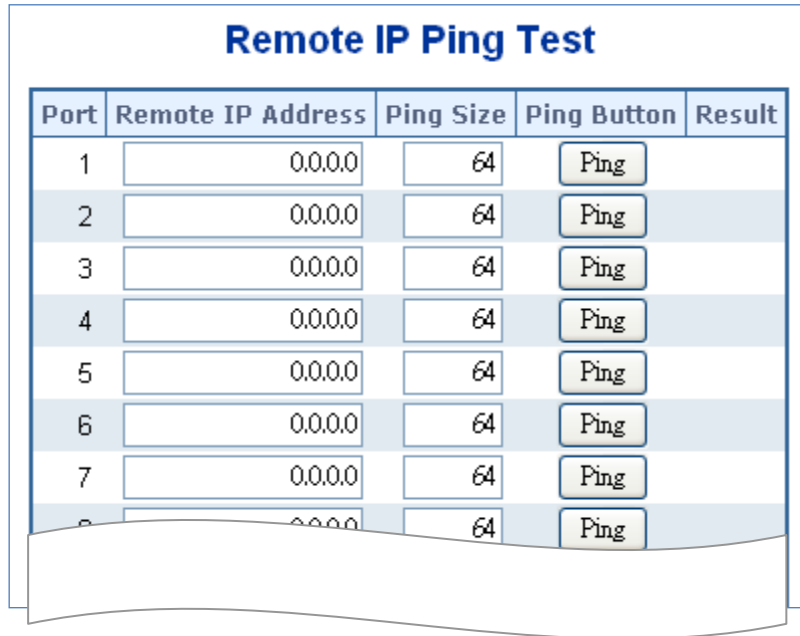 Remote IP Ping Test
Port Remote IP Address Ping Size Ping Button Result
1 0.0.0.0 64 Ping
2 0.0.0.0 64 Ping
3 0.0.0.0 64 Ping
4 0.0.0.0 64 Ping
5 0.0.0.0 64 Ping
6 0.0.0.0 64 Ping
7 0.0.0.0 64 Ping
64 Ping